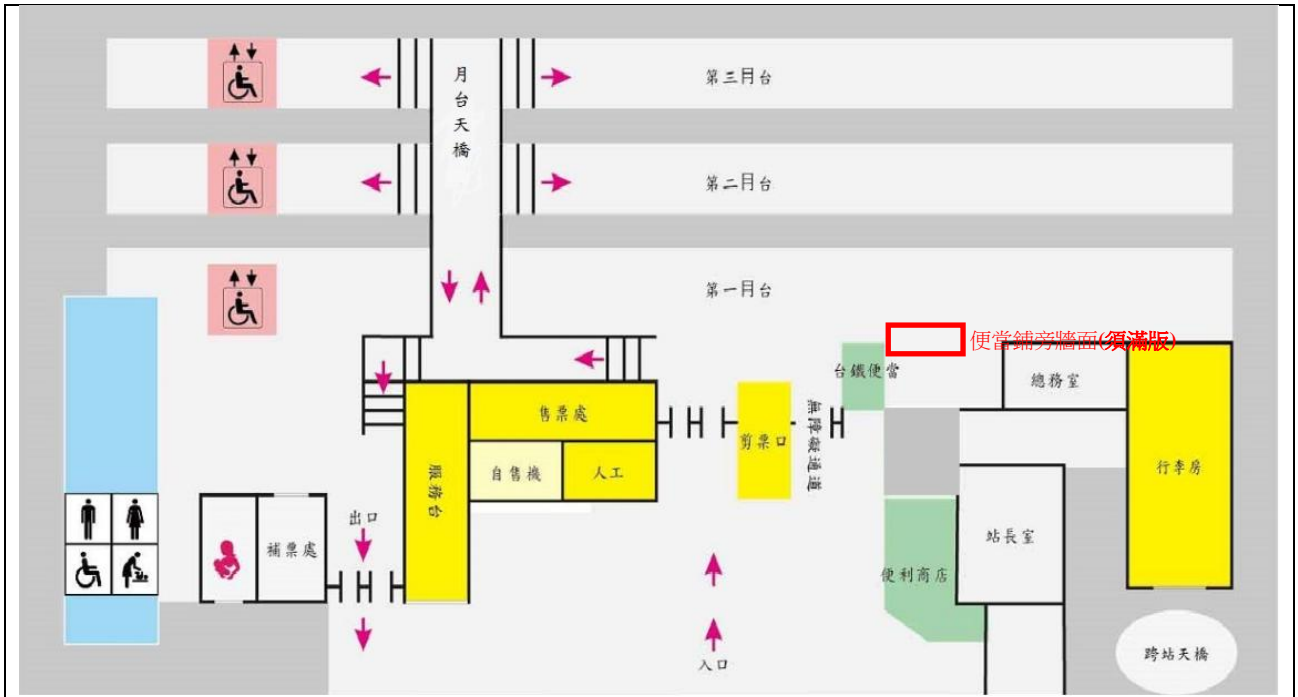 月台天橋
第三月台
第二月台
第一月台
便當鋪旁牆面(須滿版)
台鐵便當
總務室
售票處
剪票口
無障礙通道
自售機
人工
服務台
行李房
出口
補票處
站長室
便利商店
入口
跨站天橋